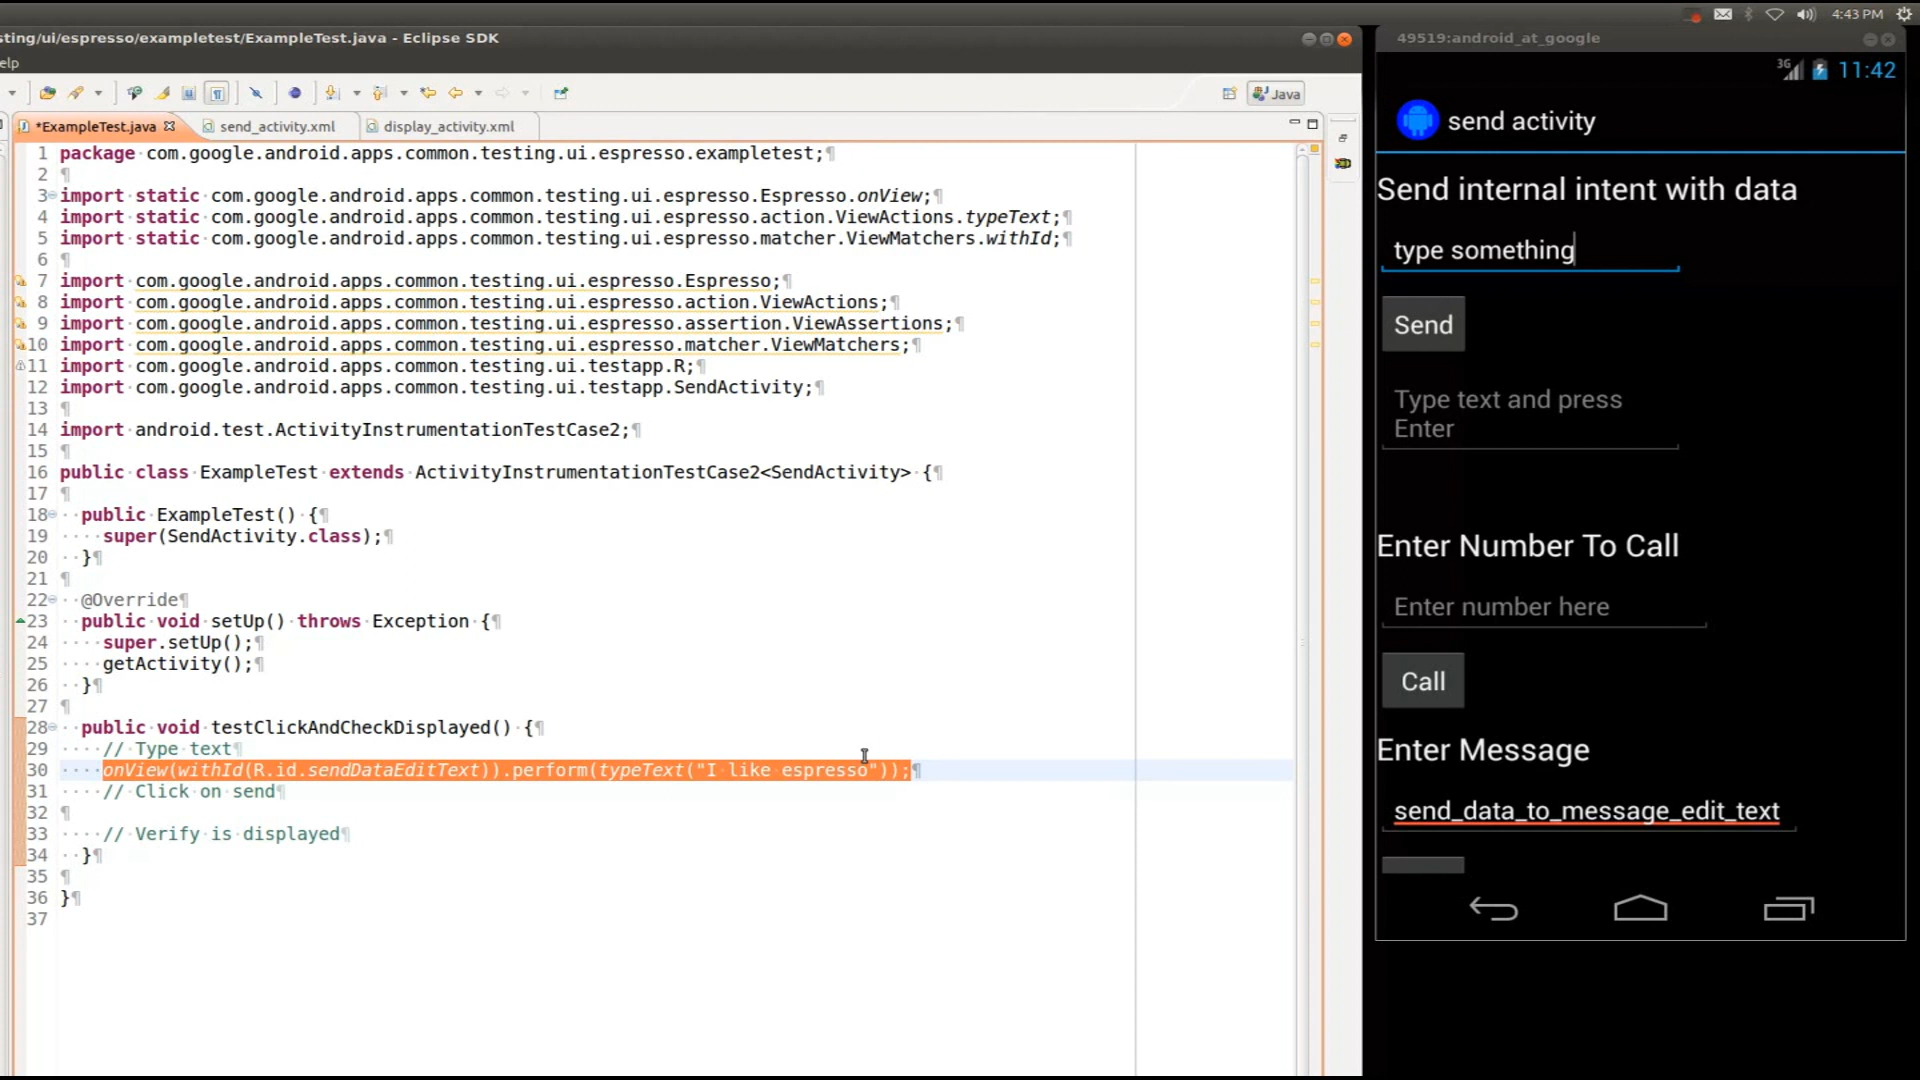 4:43 PM
sting/ui/espresso/exampletest/ExampleTest.java - Eclipse SDK
elp
Java
*ExampleTest.java
send_activity.xml
display_activity.xml
1 package com.google.android.apps.common.testing.ui.espresso.exampletest;
2
3 import static com.google.android.apps.common.testing.ui.espresso.Espresso.onView;
4 import static com.google.android.apps.common.testing.ui.espresso.action.ViewActions.typeText;
5 import static com.google.android.apps.common.testing.ui.espresso.matcher.ViewMatchers.withId;
6
7 import com.google.android.apps.common.testing.ui.espresso.Espresso;
8 import com.google.android.apps.common.testing.ui.espresso.action.ViewActions;
9 import com.google.android.apps.common.testing.ui.espresso.assertion.ViewAssertions;
10 import com.google.android.apps.common.testing.ui.espresso.matcher.ViewMatchers;
11 import com.google.android.apps.common.testing.ui.testapp.R;
12 import com.google.android.apps.common.testing.ui.testapp.SendActivity;
13
14 import android.test.ActivityInstrumentationTestCase2;
15
16 public class ExampleTest extends ActivityInstrumentationTestCase2<SendActivity> {
17
18 public ExampleTest() {
19 super(SendActivity.class);
20 }
21
22 @Override
23 public void setUp() throws Exception {
24 super.setUp();
25 getActivity();
26 }
27
28 public void testClickAndCheckDisplayed() {
29 // Type text
30 onView(withId(R.id.sendDataEditText)).perform(typeText("I like espresso"));
31 // Click on send
32
33 // Verify is displayed
34 }
35
36 }
37
49519:android_at_google
3G
11:42
send activity
Send internal intent with data
type something
Send
Type text and press
Enter
Enter Number To Call
Enter number here
Call
Enter Message
send_data_to_message_edit_text